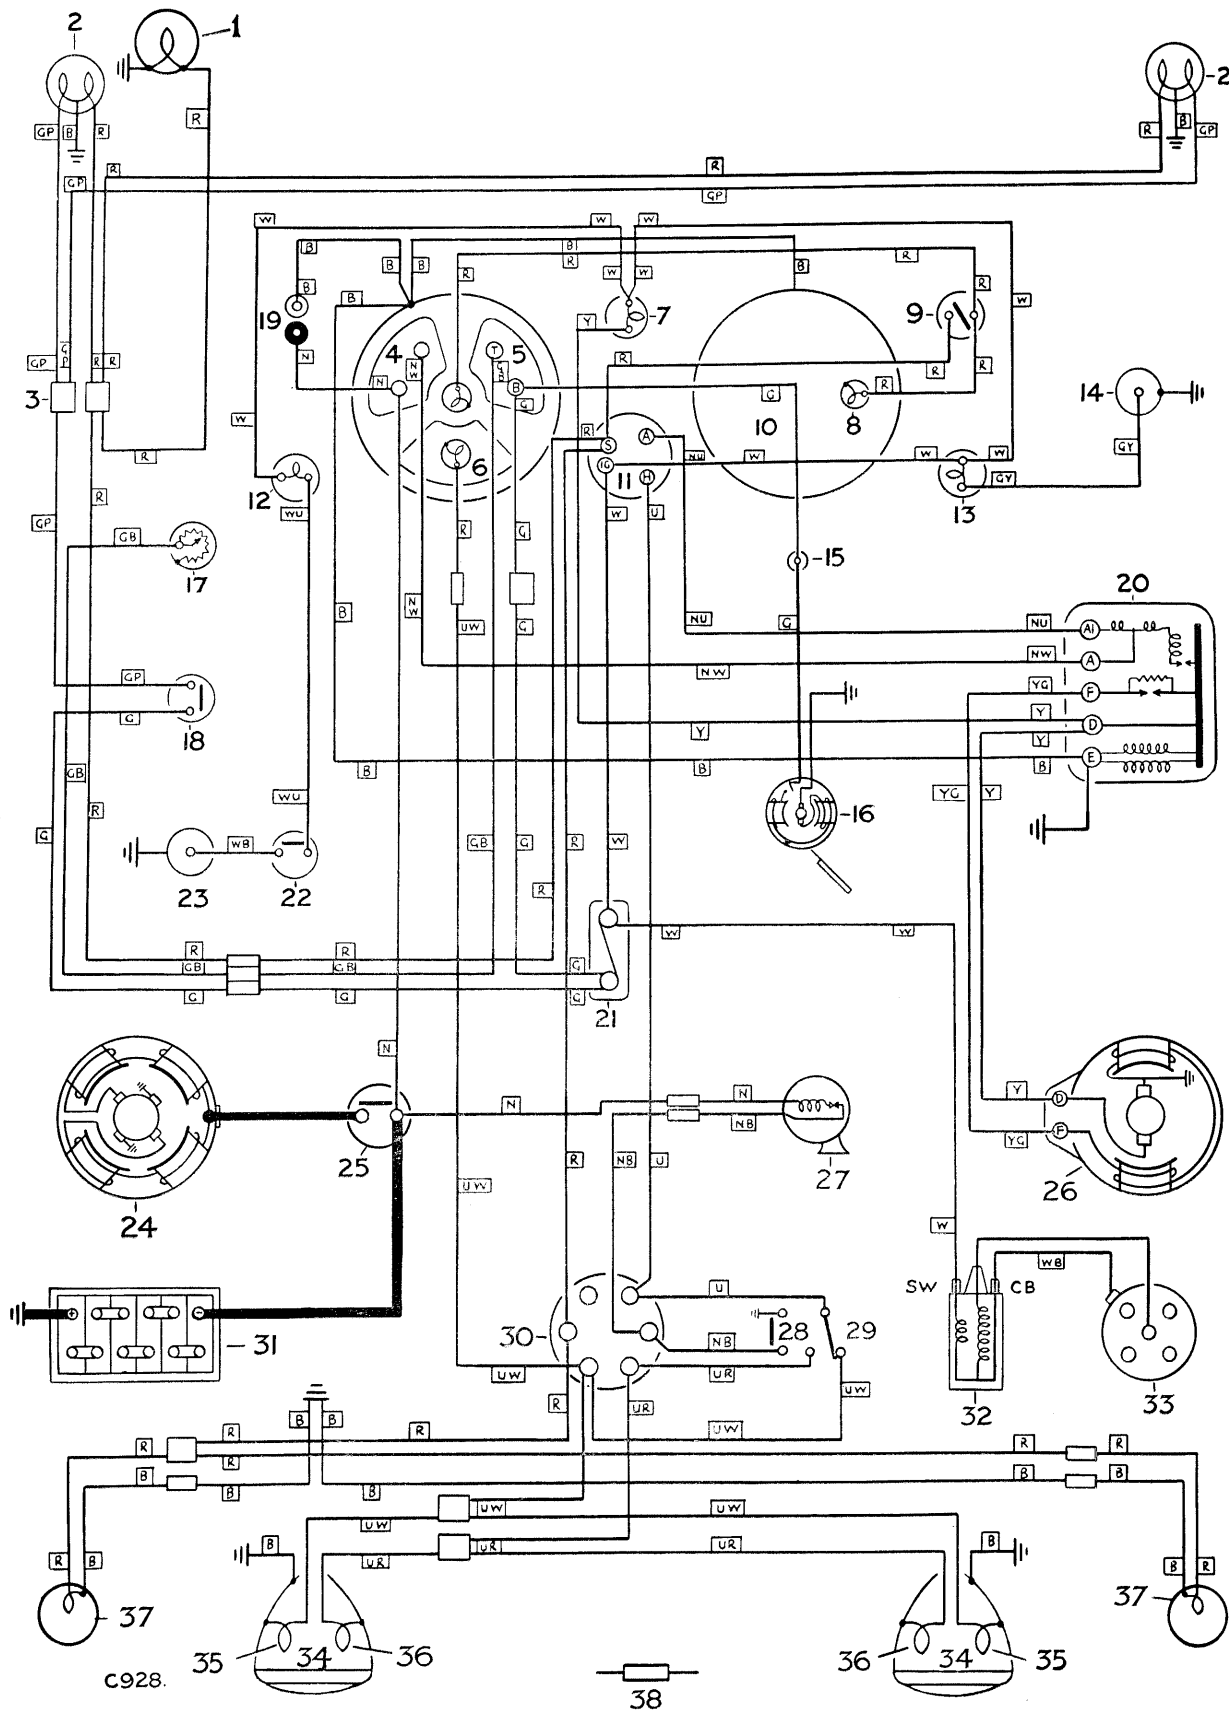 2
1
2
R
GP
B
R
R
B
GP
R
R
GP
GP
W
W
W
B
B
R
R
B
B
R
B
W
W
R
B
B
W
19
Y
7
9
N
4
N
W
5
T
G
B
R
GP
G
P
R
R
3
N
B
G
G
R
R
R
R
8
14
10
W
R
S
A
NU
IG
11
H
W
W
W
6
GY
GY
12
13
R
WU
R
W
U
R
GP
GB
17
G
15
N
W
B
UW
G
G
NU
20
NU
A1
NW
NW
A
GP
YG
F
G
18
Y
Y
D
Y
B
B
B
E
GB
WU
YG
Y
R
16
G
WB
GB
G
R
W
23
22
R
W
W
R
R
GB
GB
G
G
G
G
21
N
N
N
NB
Y
D
25
27
YG
F
R
NB
U
26
24
UW
W
WB
SW
CB
U
30
28
29
31
NB
UW
UR
UW
32
33
R
UR
UW
B
B
R
R
R
R
R
R
B
B
B
B
B
UW
UW
UW
B
B
UR
UR
UR
R
B
B
R
37
37
35
34
36
36
34
35
C928.
38